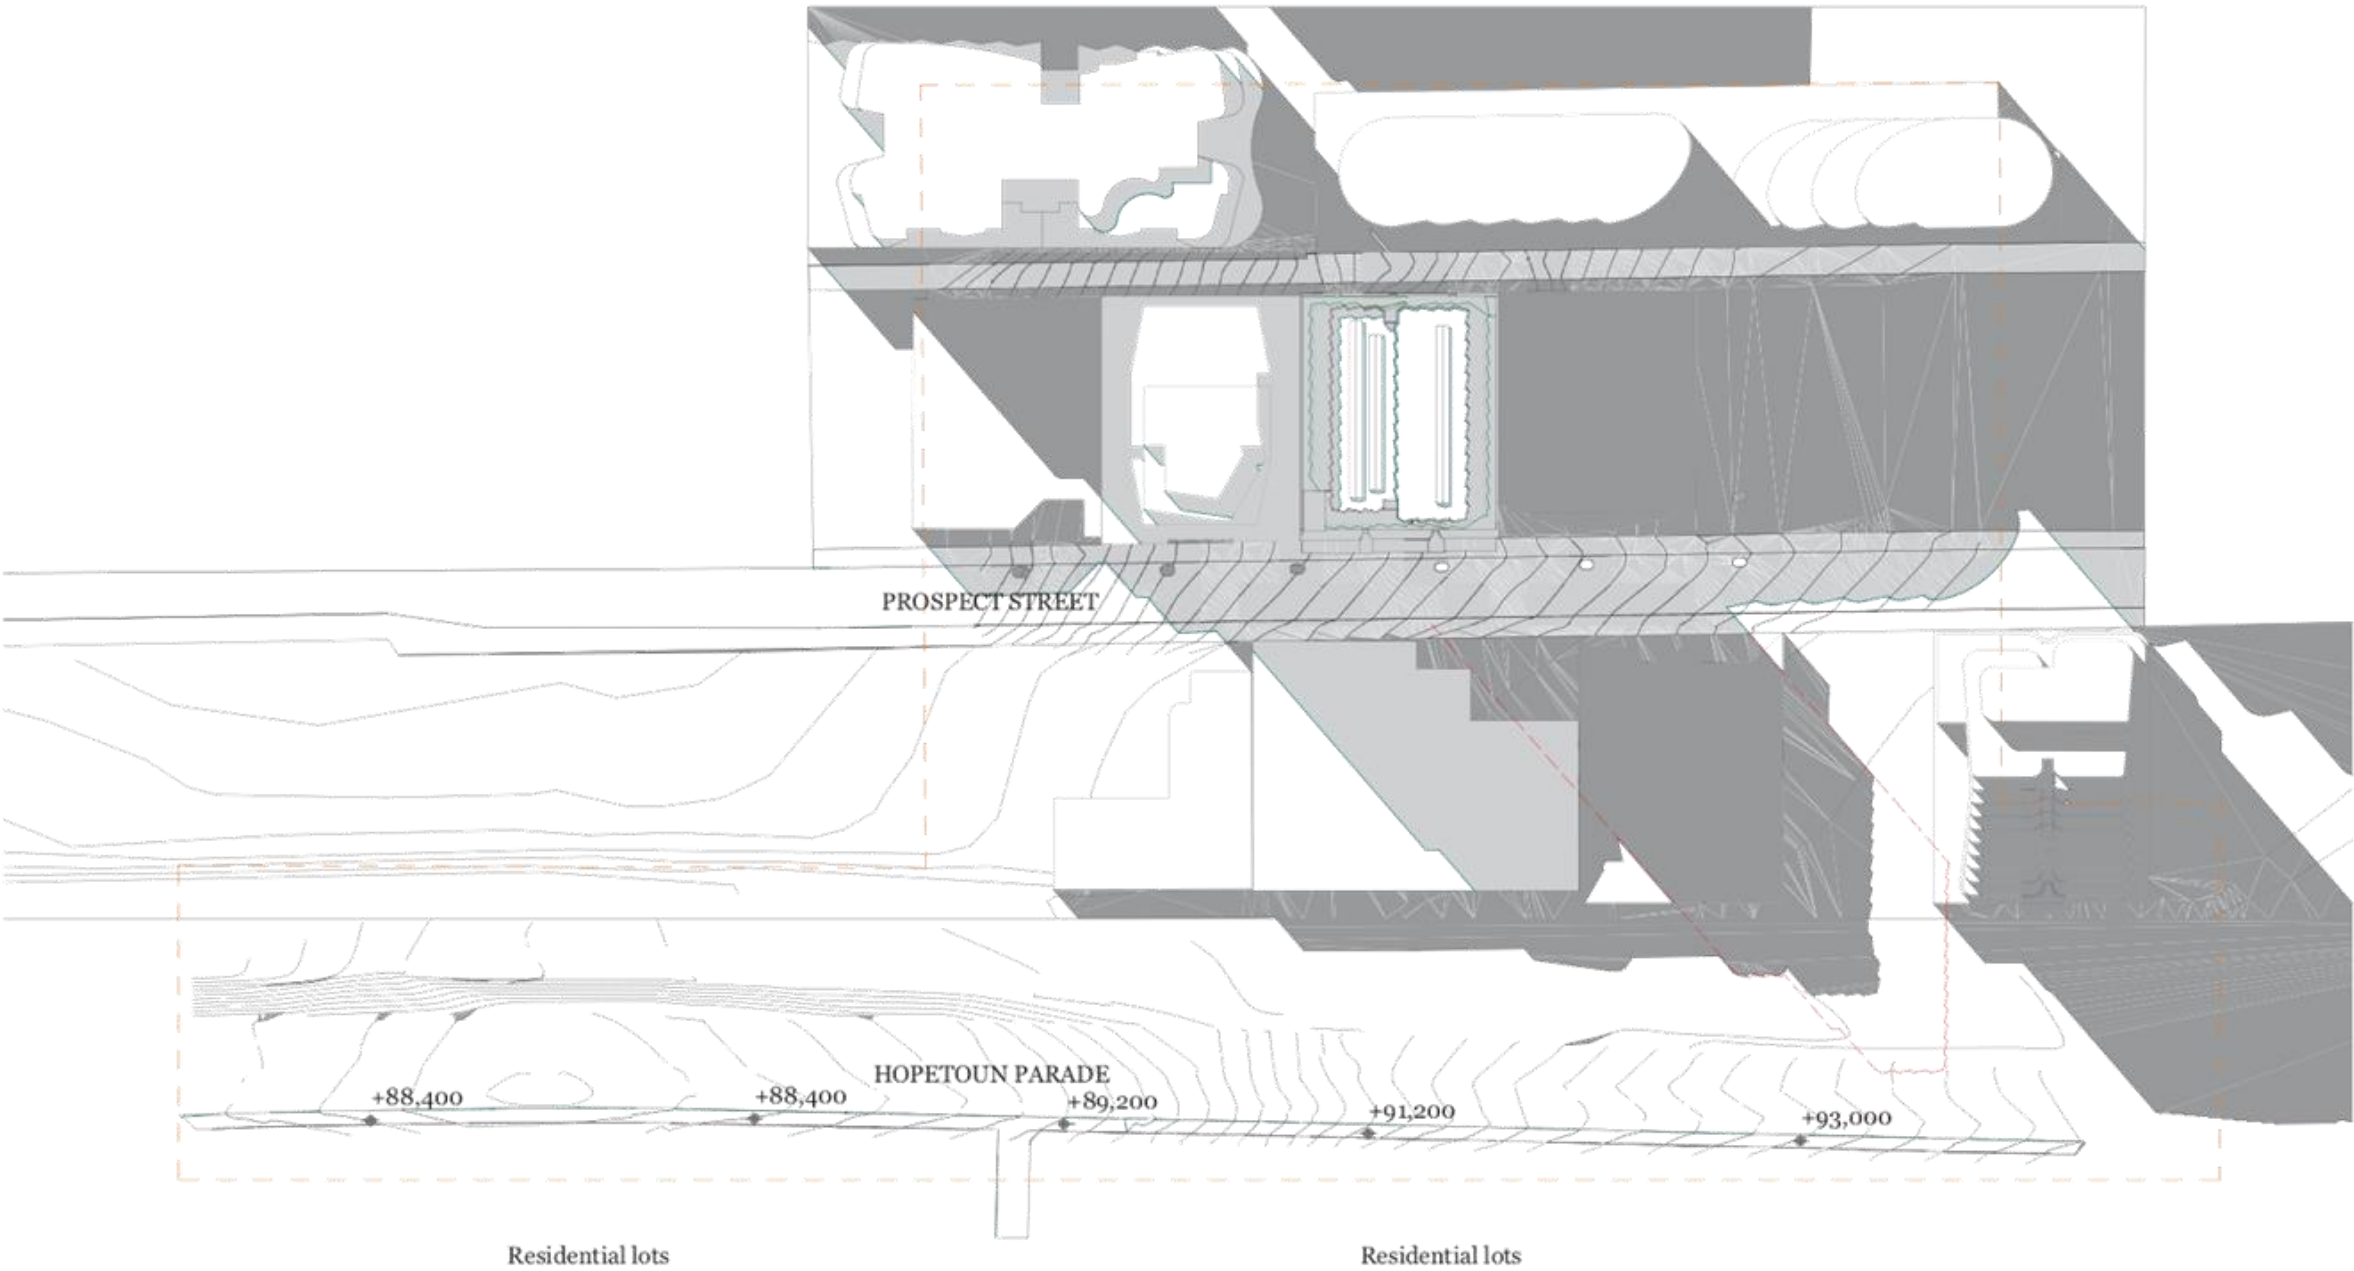 PROSPECT STREET
HOPETOUN PARADE
+88,400
+88,400
+89,200
+91,200
+93,000
Residential lots
Residential lots